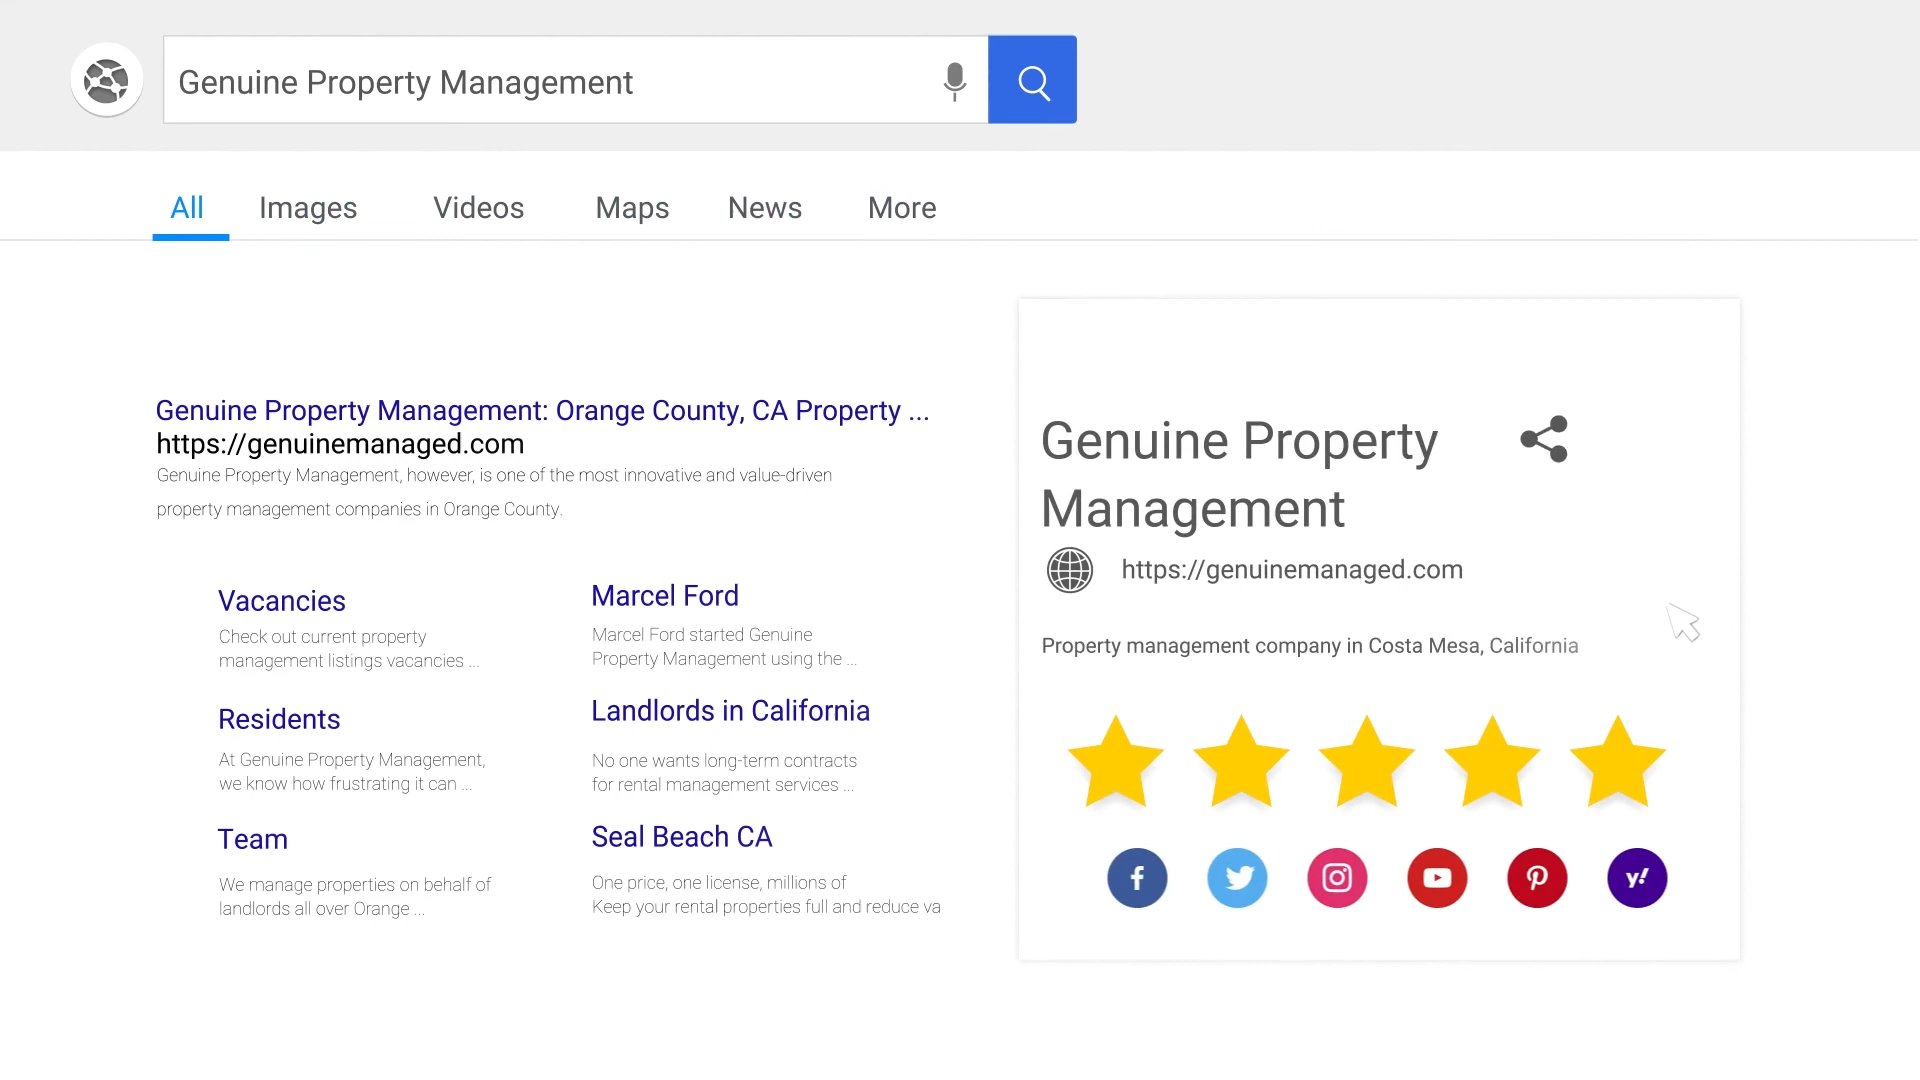 Genuine Property Management
All Images Videos Maps News More
Genuine Property Management: Orange County, CA Property ...
https://genuinemanaged.com
Genuine Property Management, however, is one of the most innovative and value-driven
property management companies in Orange County.
Vacancies
Check out current property
management listings vacancies ...
Residents
At Genuine Property Management,
we know how frustrating it can ...
Team
We manage properties on behalf of
landlords all over Orange ...
Marcel Ford
Marcel Ford started Genuine
Property Management using the ...
Landlords in California
No one wants long-term contracts
for rental management services ...
Seal Beach CA
One price, one license, millions of
Keep your rental properties full and reduce va
Genuine Property
Management
https://genuinemanaged.com
Property management company in Costa Mesa, California
y!